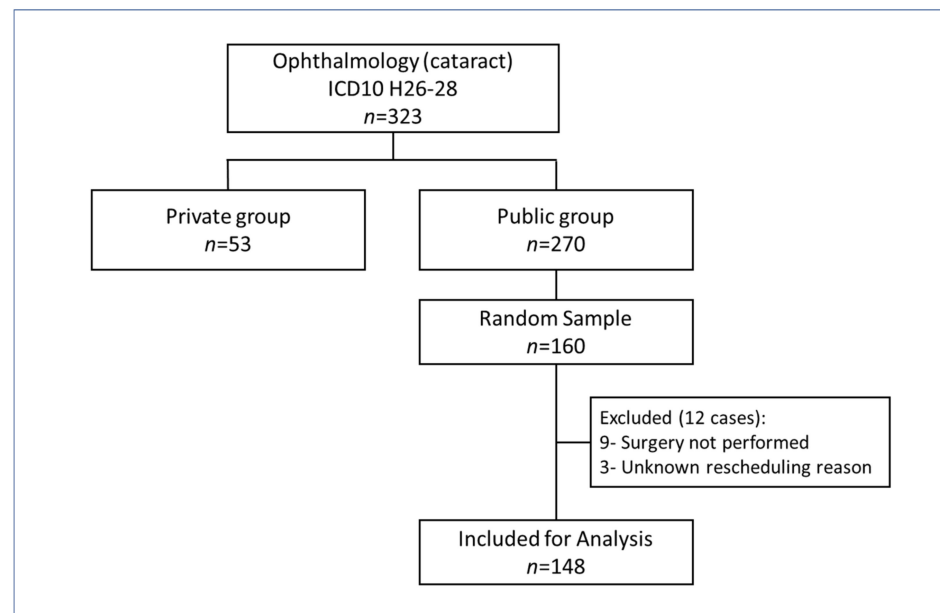 Ophthalmology (cataract)
ICD10 H26-28
n=323
Private group
n=53
Public group
n=270
Random Sample
n=160
Excluded (12 cases):
9- Surgery not performed
3- Unknown rescheduling reason
Included for Analysis
n=148